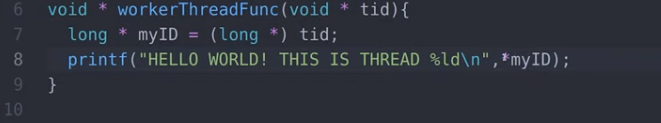 6 void * workerThreadFunc(void * tid){
7 long * myID = (long *) tid;
8 printf("HELLO WORLD! THIS IS THREAD %ld\n",*myID);
9 }
10